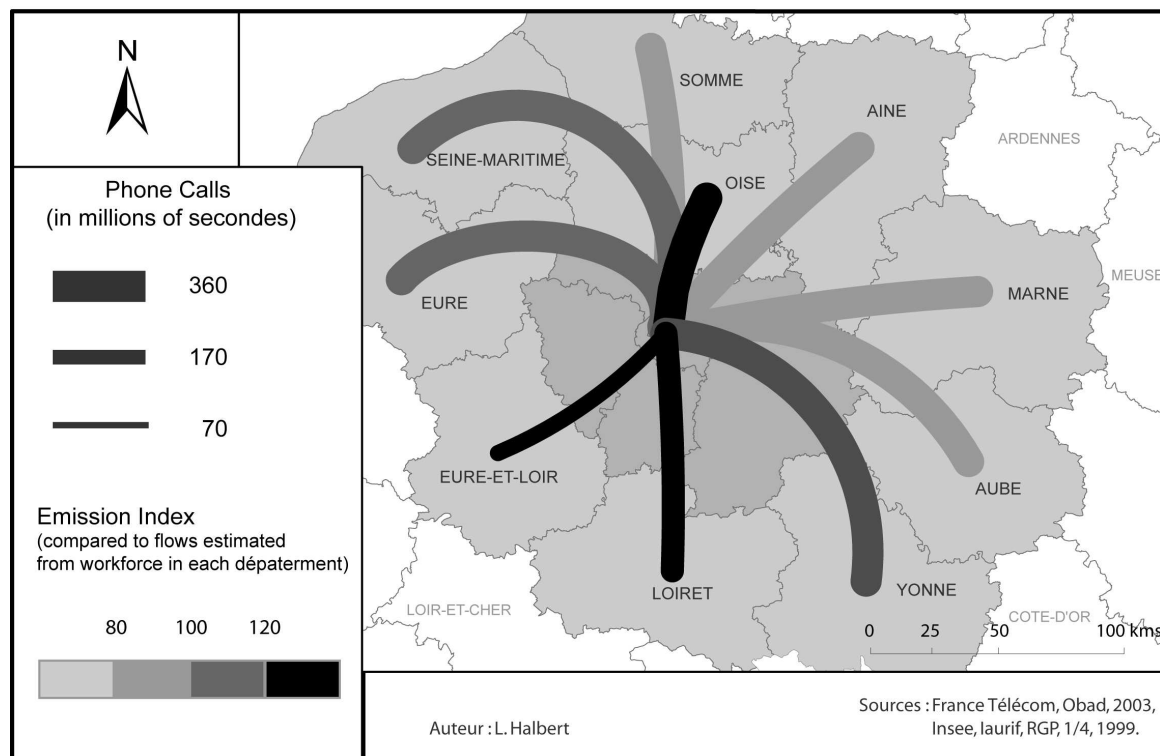 N
Phone Calls
(in millions of secondes)
360
170
70
Emission Index
(compared to flows estimated
from workforce in each départerment)
80 100 120
SOMME
AINE
ARDENNES
SEINE-MARITIME
OISE
MEUSE
EURE
MARNE
EURE-ET-LOIR
AUBE
LOIRET
YONNE
LOIR-ET-CHER
COTE-D'OR
0 25 50 100 kms
Auteur : L. Halbert
Sources : France Télécom, Obad, 2003,
Insee, Iaurif, RGP, 1/4, 1999.